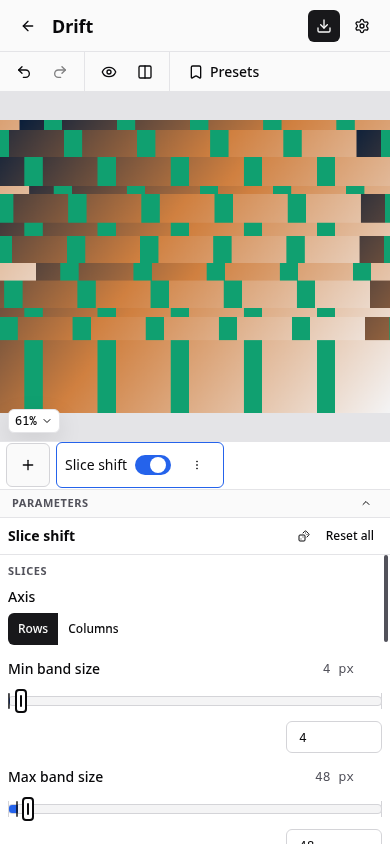 Drift
Presets
61%
Slice shift
PARAMETERS
Slice shift
Reset all
SLICES
Axis
Rows
Columns
Min band size
4 px
4
Max band size
48 px
48